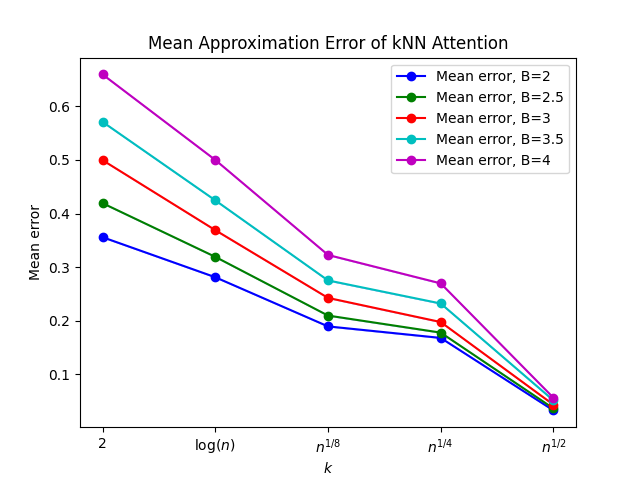 Mean Approximation Error of kNN Attention
Mean error, B=2
Mean error, B=2.5
Mean error, B=3
Mean error, B=3.5
Mean error, B=4
Mean error
0.6
0.5
0.4
0.3
0.2
0.1
2 log(n) n^{1/8} n^{1/4} n^{1/2}
k